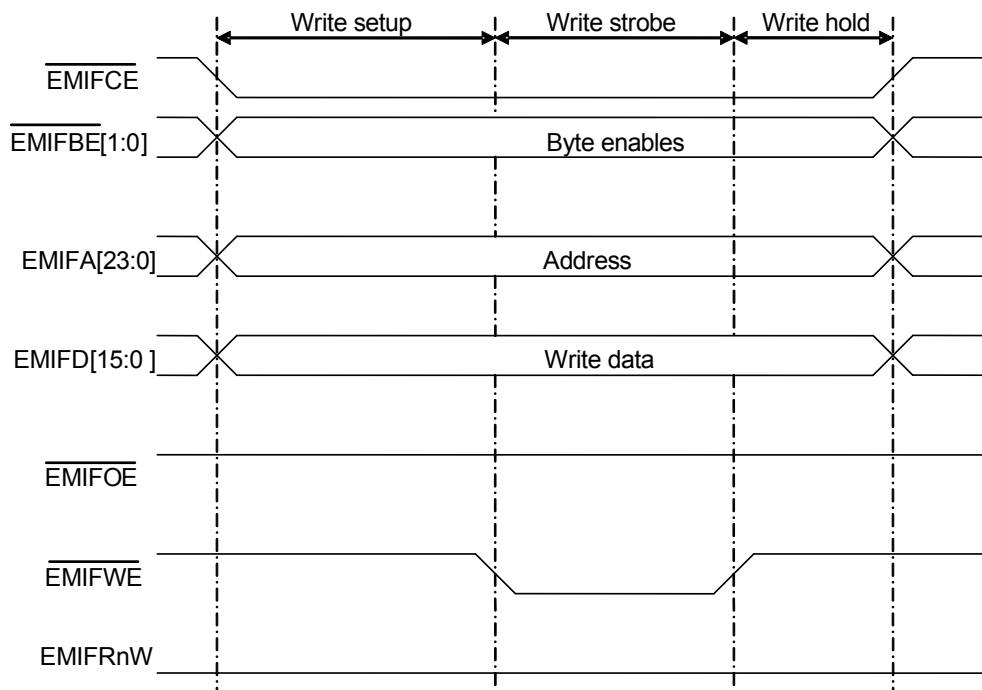 Write setup Write strobe Write hold
EMIFCE
EMIFBE[1:0] Byte enables
EMIFA[23:0] Address
EMIFD[15:0 ] Write data
EMIFOE
EMIFWE
EMIFRnW